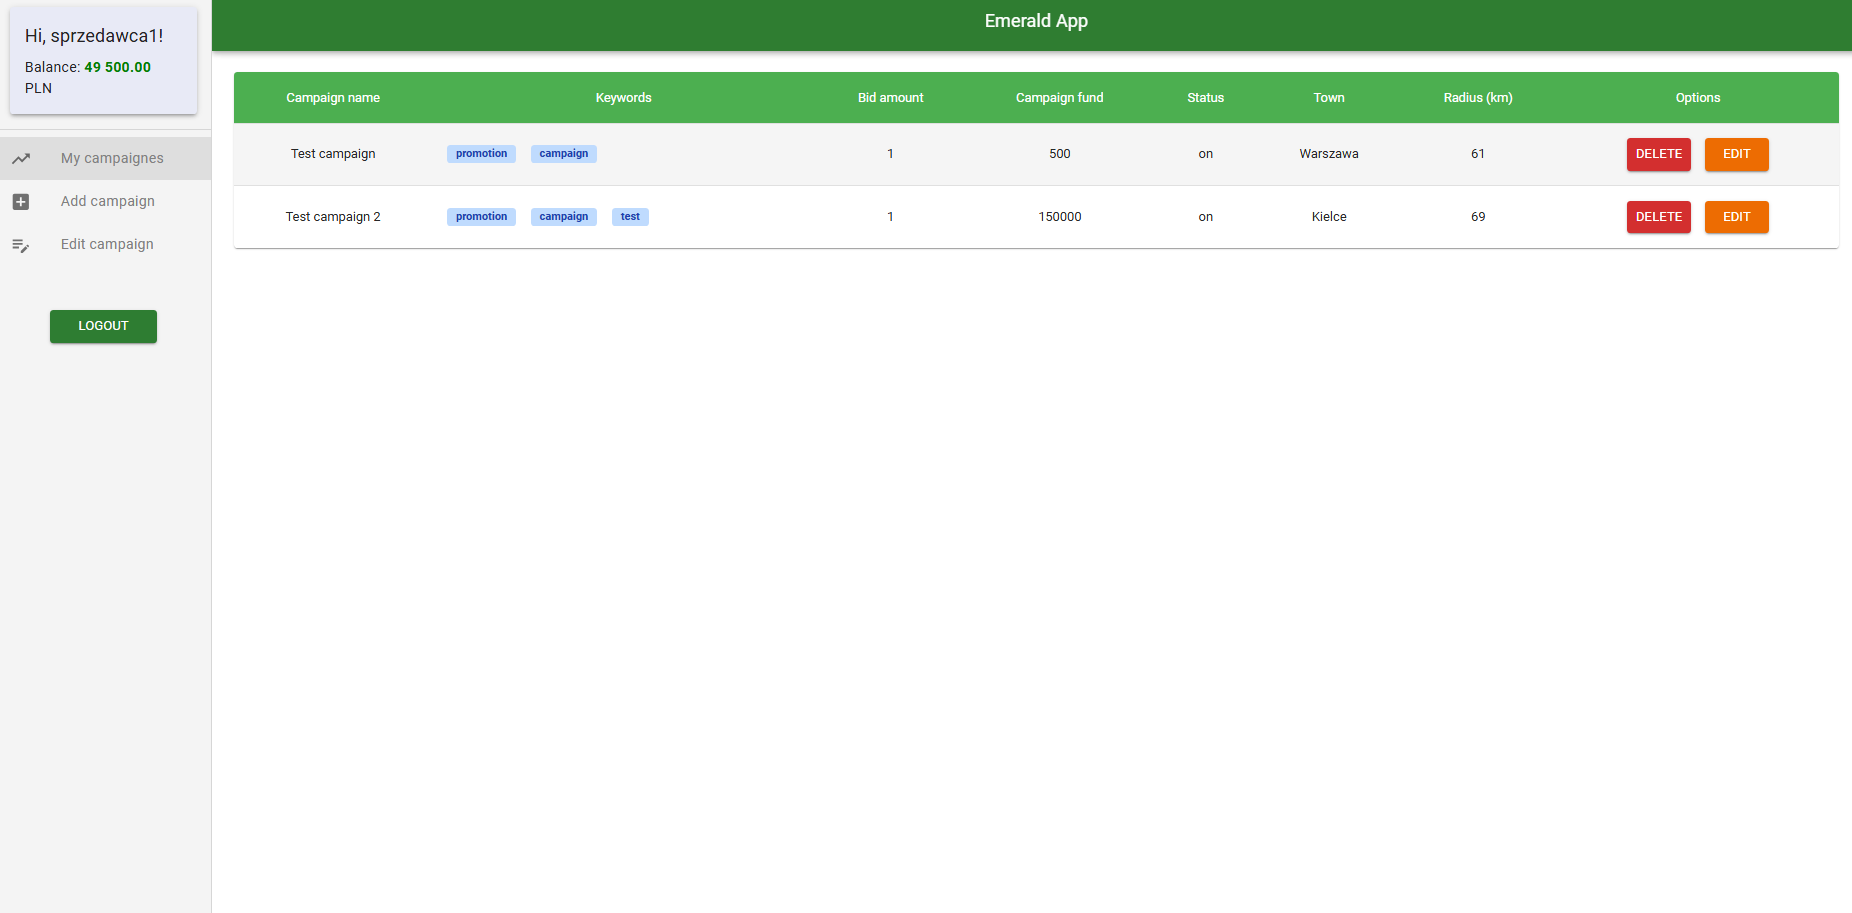 Hi, sprzedawca1!
Balance: 49 500.00
PLN
My campaignes
Add campaign
Edit campaign
LOGOUT
Emerald App
Campaign name Keywords Bid amount Campaign fund Status Town Radius (km) Options
Test campaign promotion campaign 1 500 on Warszawa 61 DELETE EDIT
Test campaign 2 promotion campaign test 1 150000 on Kielce 69 DELETE EDIT